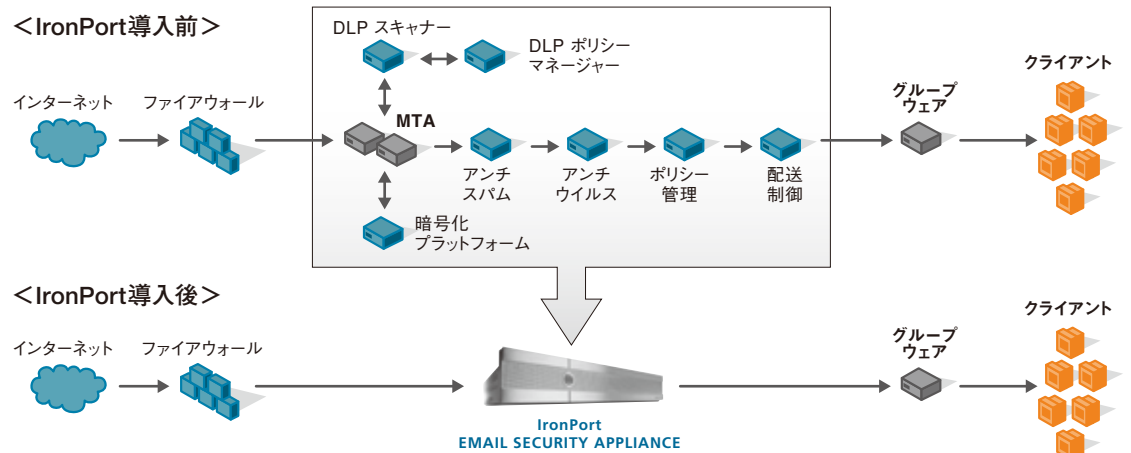 <IronPort導入前>
DLP スキャナー
DLP ポリシー
マネージャー
クライアント
インターネット
ファイアウォール
MTA
グループ
ウェア
アンチ
スパム
アンチ
ウイルス
ポリシー
管理
配送
制御
暗号化
プラットフォーム
<IronPort導入後>
クライアント
インターネット
ファイアウォール
グループ
ウェア
IronPort
EMAIL SECURITY APPLIANCE